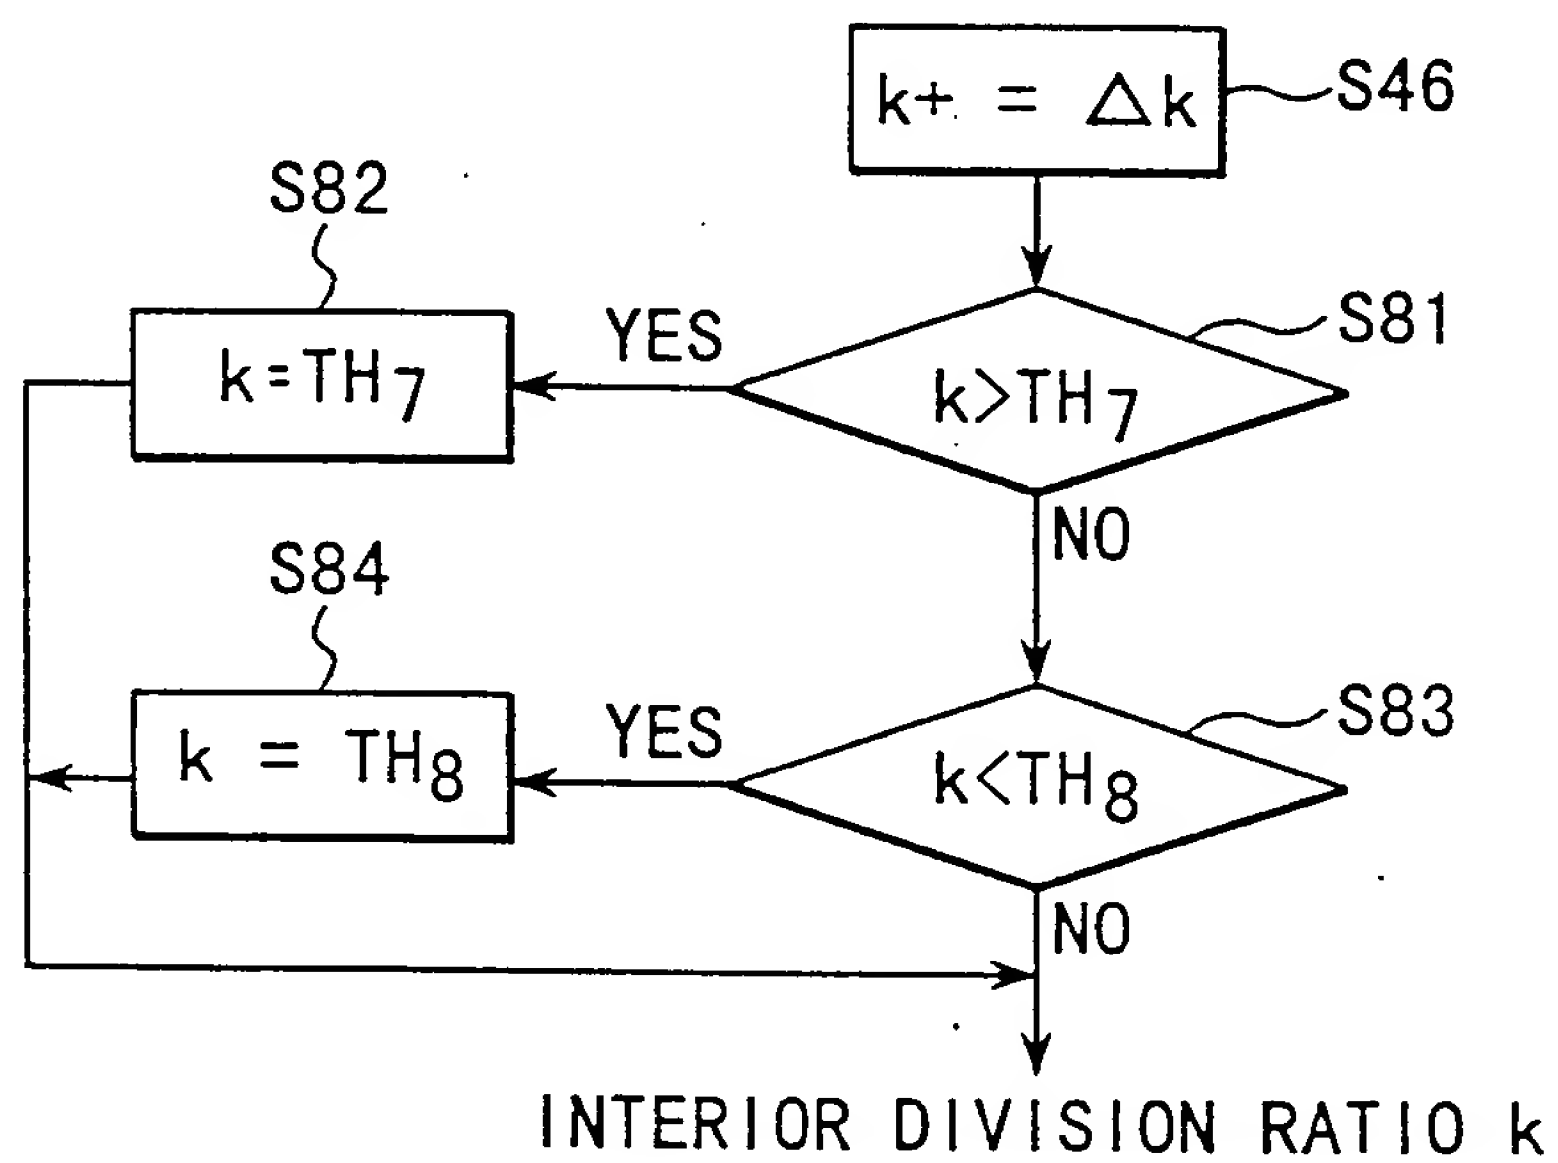 k+ = Δk
S46
S82
S81
k=TH7
YES
k>TH7
NO
S84
S83
k = TH8
YES
k<TH8
NO
INTERIOR DIVISION RATIO k